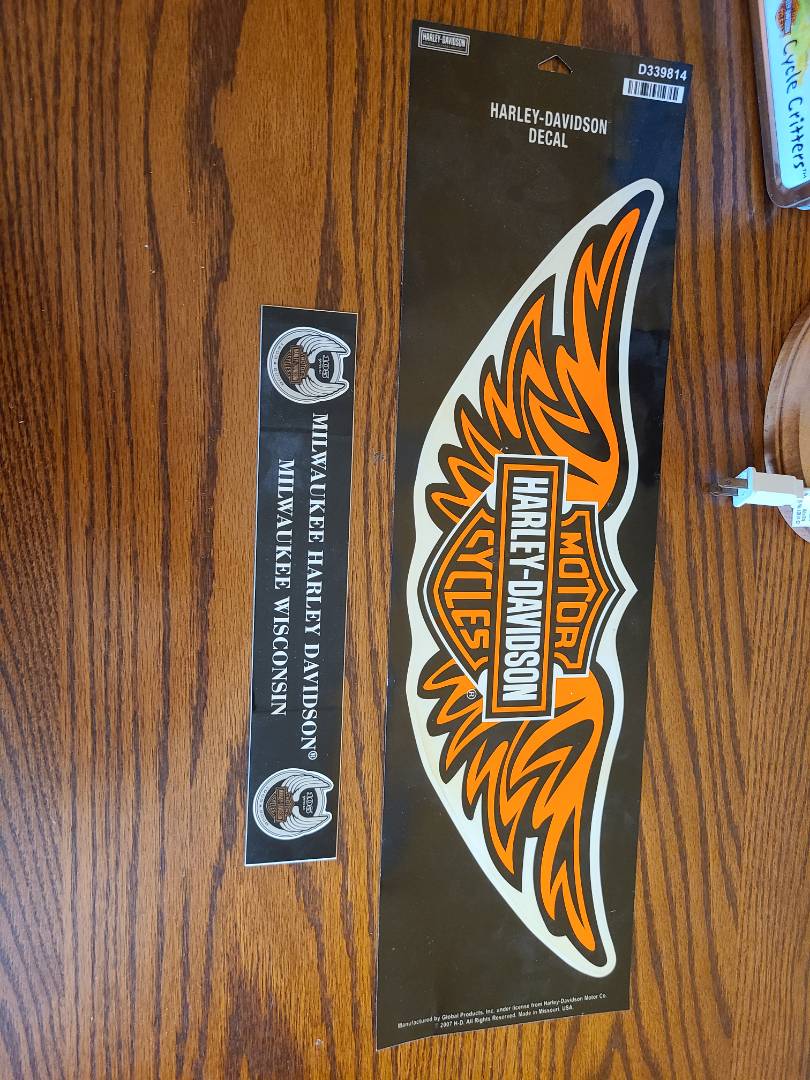 HARLEY-DAVIDSON
D339814
HARLEY-DAVIDSON
DECAL
MOTOR
HARLEY-DAVIDSON
CYCLES
®
Manufactured by Global Products, Inc. under license from Harley-Davidson Motor Co.
© 2007 H-D. All Rights Reserved. Made in Missouri, USA.
MILWAUKEE HARLEY DAVIDSON®
MILWAUKEE WISCONSIN
Cycle Critters™